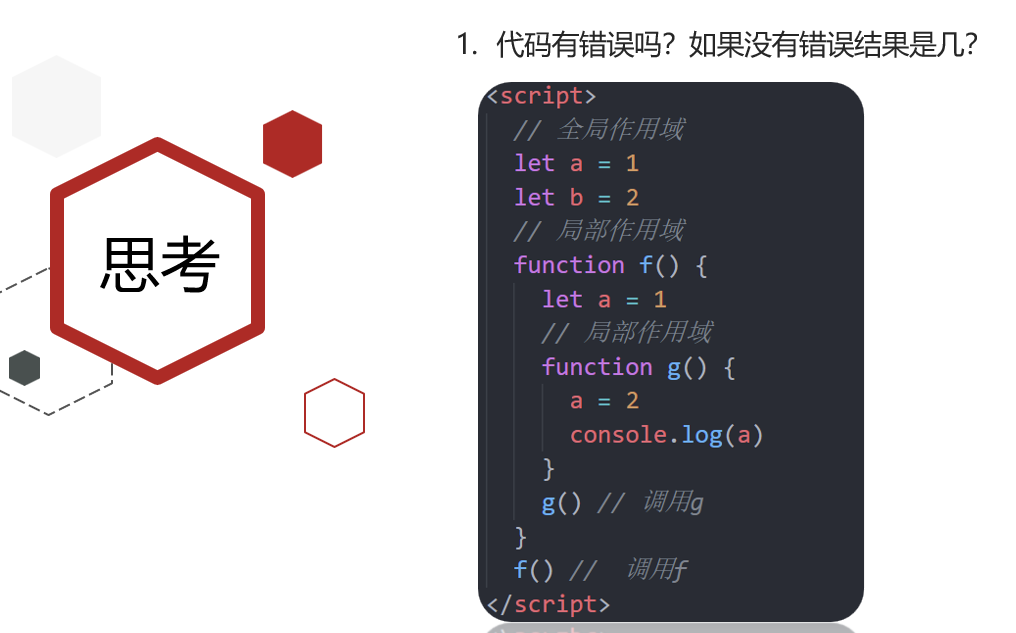 思考
1. 代码有错误吗？如果没有错误结果是几？
<script>
// 全局作用域
let a = 1
let b = 2
// 局部作用域
function f() {
let a = 1
// 局部作用域
function g() {
a = 2
console.log(a)
}
g() // 调用g
}
f() // 调用f
</script>